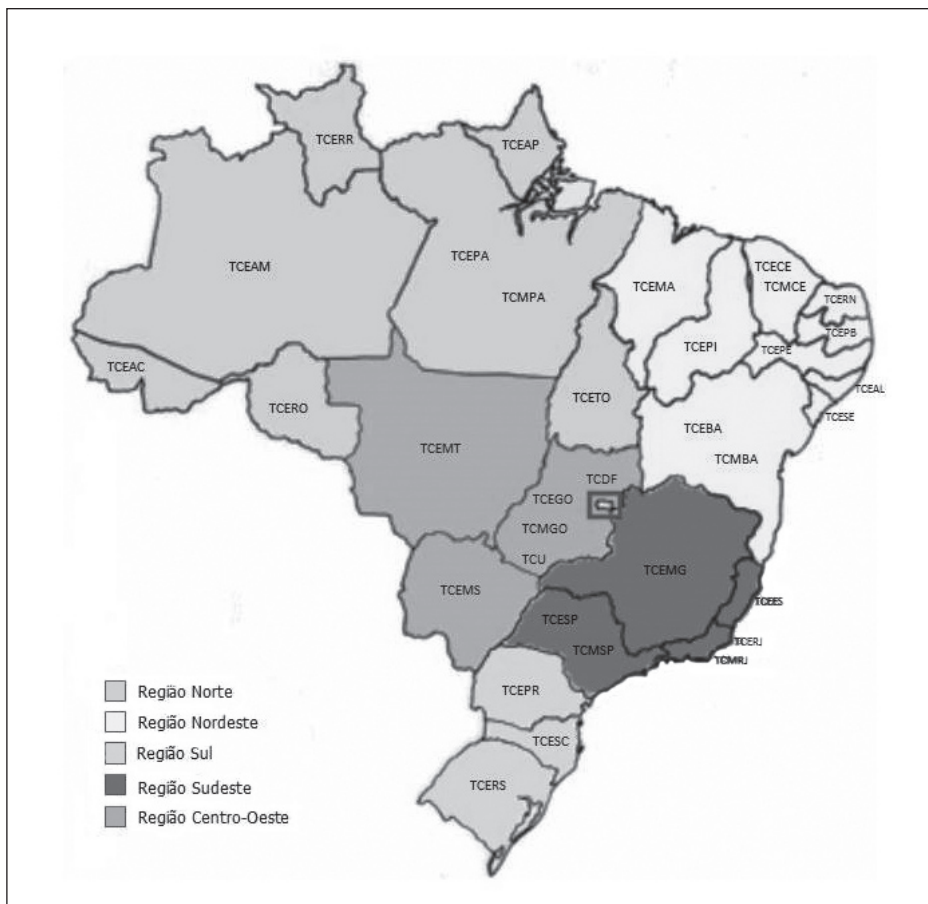 TCERR
TCEAP
TCEAM
TCEPA
TCMPA
TCEMA
TCECE
TCMCE
TCERN
TCEPB
TCEPI
TCEPE
TCEAC
TCERO
TCETO
TCEAL
TCESE
TCEBA
TCMBA
TCEMT
TCDF
TCEGO
TCMGO
TCU
TCEMG
TCEMS
TCEES
TCESP
TCERJ
TCMSP
TCMRJ
TCEPR
TCESC
TCERS
Região Norte
Região Nordeste
Região Sul
Região Sudeste
Região Centro-Oeste